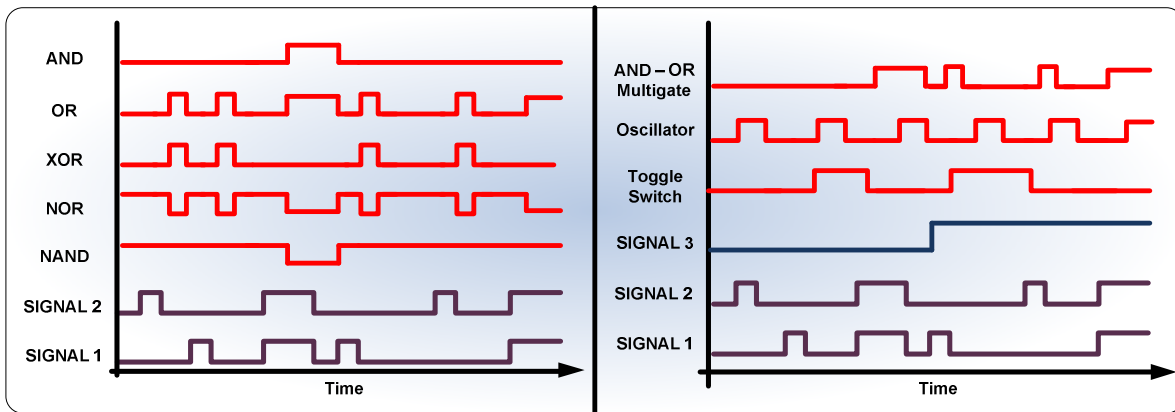 AND
OR
XOR
NOR
NAND
SIGNAL 2
SIGNAL 1
Time
AND – OR
Multigate
Oscillator
Toggle
Switch
SIGNAL 3
SIGNAL 2
SIGNAL 1
Time